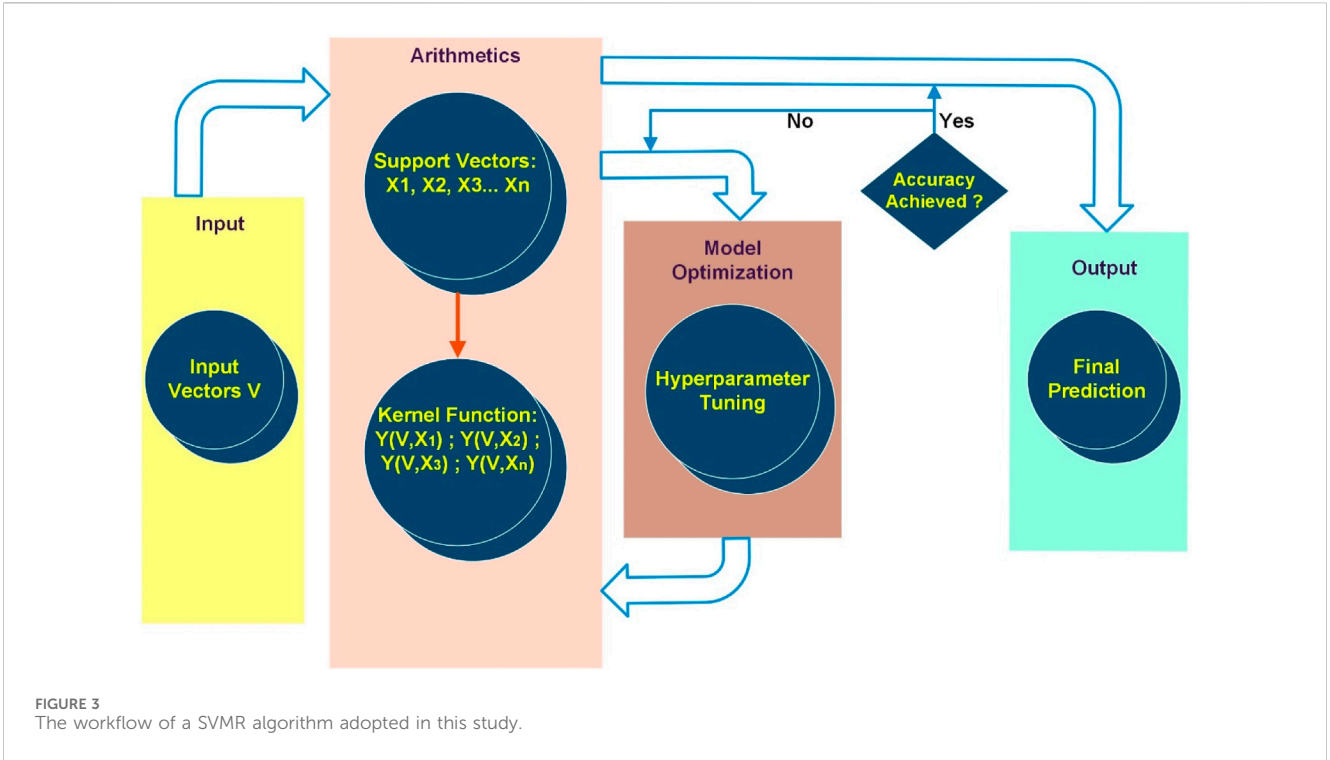 Input
Input
Vectors V
Arithmetics
Support Vectors:
X1, X2, X3... Xn
Kernel Function:
Y(V,X1) ; Y(V,X2) ;
Y(V,X3) ; Y(V,Xn)
No
Yes
Accuracy
Achieved ?
Model
Optimization
Hyperparameter
Tuning
Output
Final
Prediction
FIGURE 3
The workflow of a SVMR algorithm adopted in this study.